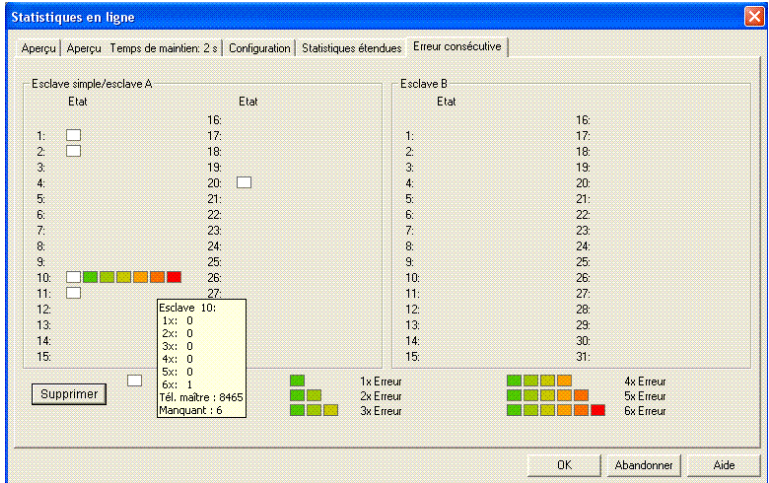 Statistiques en ligne
Aperçu Aperçu Temps de maintien: 2 s Configuration Statistiques étendues Erreur consécutive
Esclave simple/esclave A
Etat Etat
16:
1: 17:
2: 18:
3: 19:
4: 20:
5: 21:
6: 22:
7: 23:
8: 24:
9: 25:
10: 26:
11: 27:
12:
13:
14:
15:
Esclave 10:
1x: 0
2x: 0
3x: 0
4x: 0
5x: 0
6x: 1
Tél. maître : 8465
Manquant : 6
Esclave B
Etat
16:
1: 17:
2: 18:
3: 19:
4: 20:
5: 21:
6: 22:
7: 23:
8: 24:
9: 25:
10: 26:
11: 27:
12: 28:
13: 29:
14: 30:
15: 31:
Supprimer
1x Erreur 4x Erreur
2x Erreur 5x Erreur
3x Erreur 6x Erreur
OK Abandonner Aide